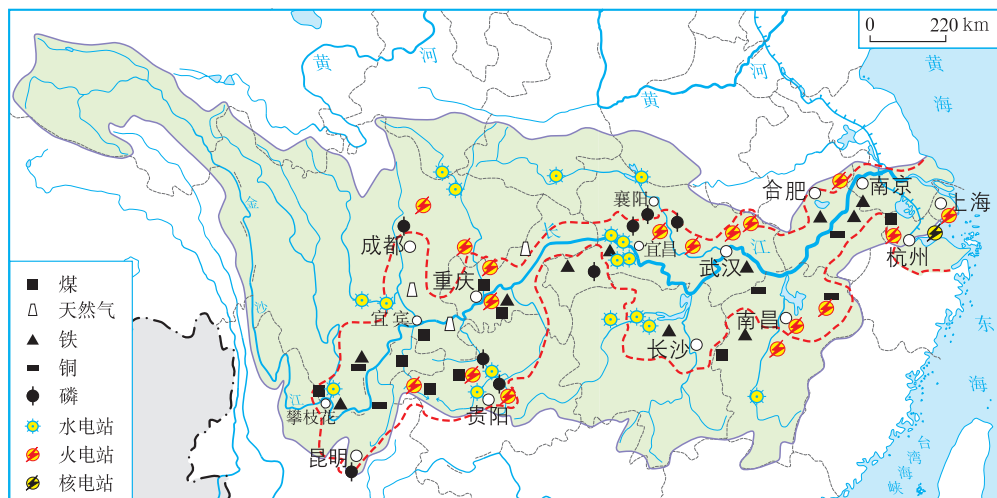 0 220 km
黄 河
黄 河
黄 海
金 沙 江
长 江
襄阳
合肥
南京
上海
成都
宜昌
武汉
杭州
重庆
宜宾
南昌
长沙
攀枝花
贵阳
昆明
东 海
台湾海峡
煤
天然气
铁
铜
磷
水电站
火电站
核电站